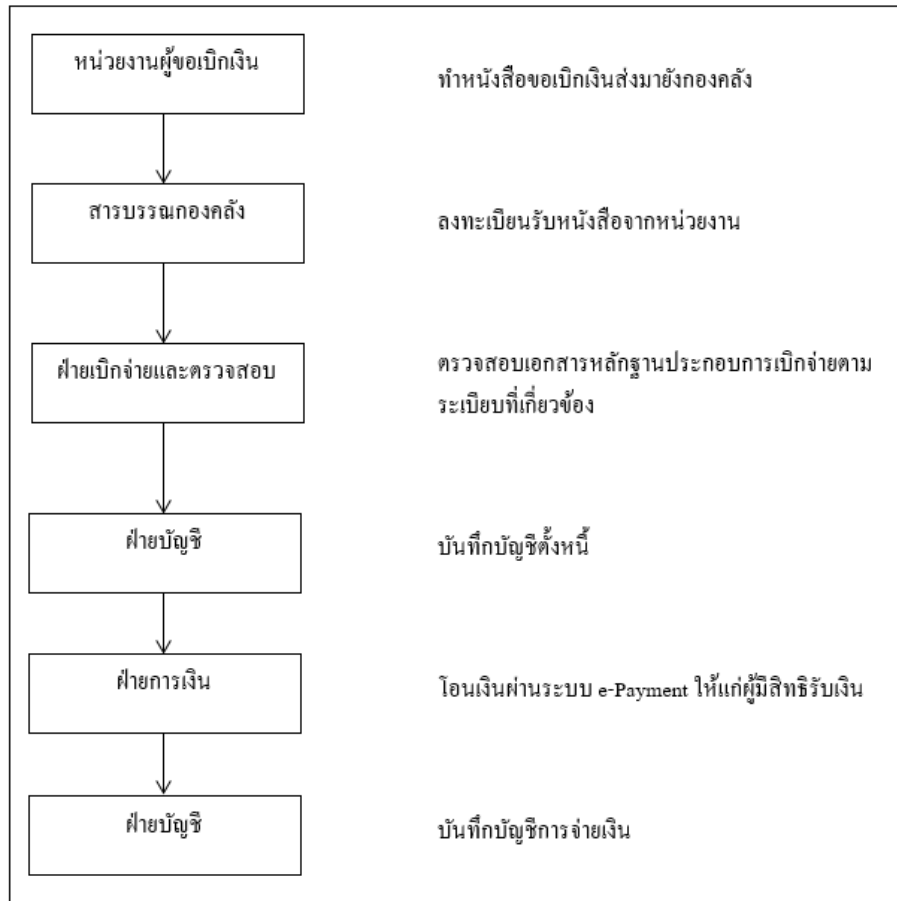 หน่วยงานผู้ขอเบิกเงิน
ทำหนังสือขอเบิกเงินส่งมายังกองคลัง
สารบรรณกองคลัง
ลงทะเบียนรับหนังสือจากหน่วยงาน
ฝ่ายเบิกจ่ายและตรวจสอบ
ตรวจสอบเอกสารหลักฐานประกอบการเบิกจ่ายตาม
ระเบียบที่เกี่ยวข้อง
ฝ่ายบัญชี
บันทึกบัญชีตั้งหนี้
ฝ่ายการเงิน
โอนเงินผ่านระบบ e-Payment ให้แก่ผู้มีสิทธิรับเงิน
ฝ่ายบัญชี
บันทึกบัญชีการจ่ายเงิน